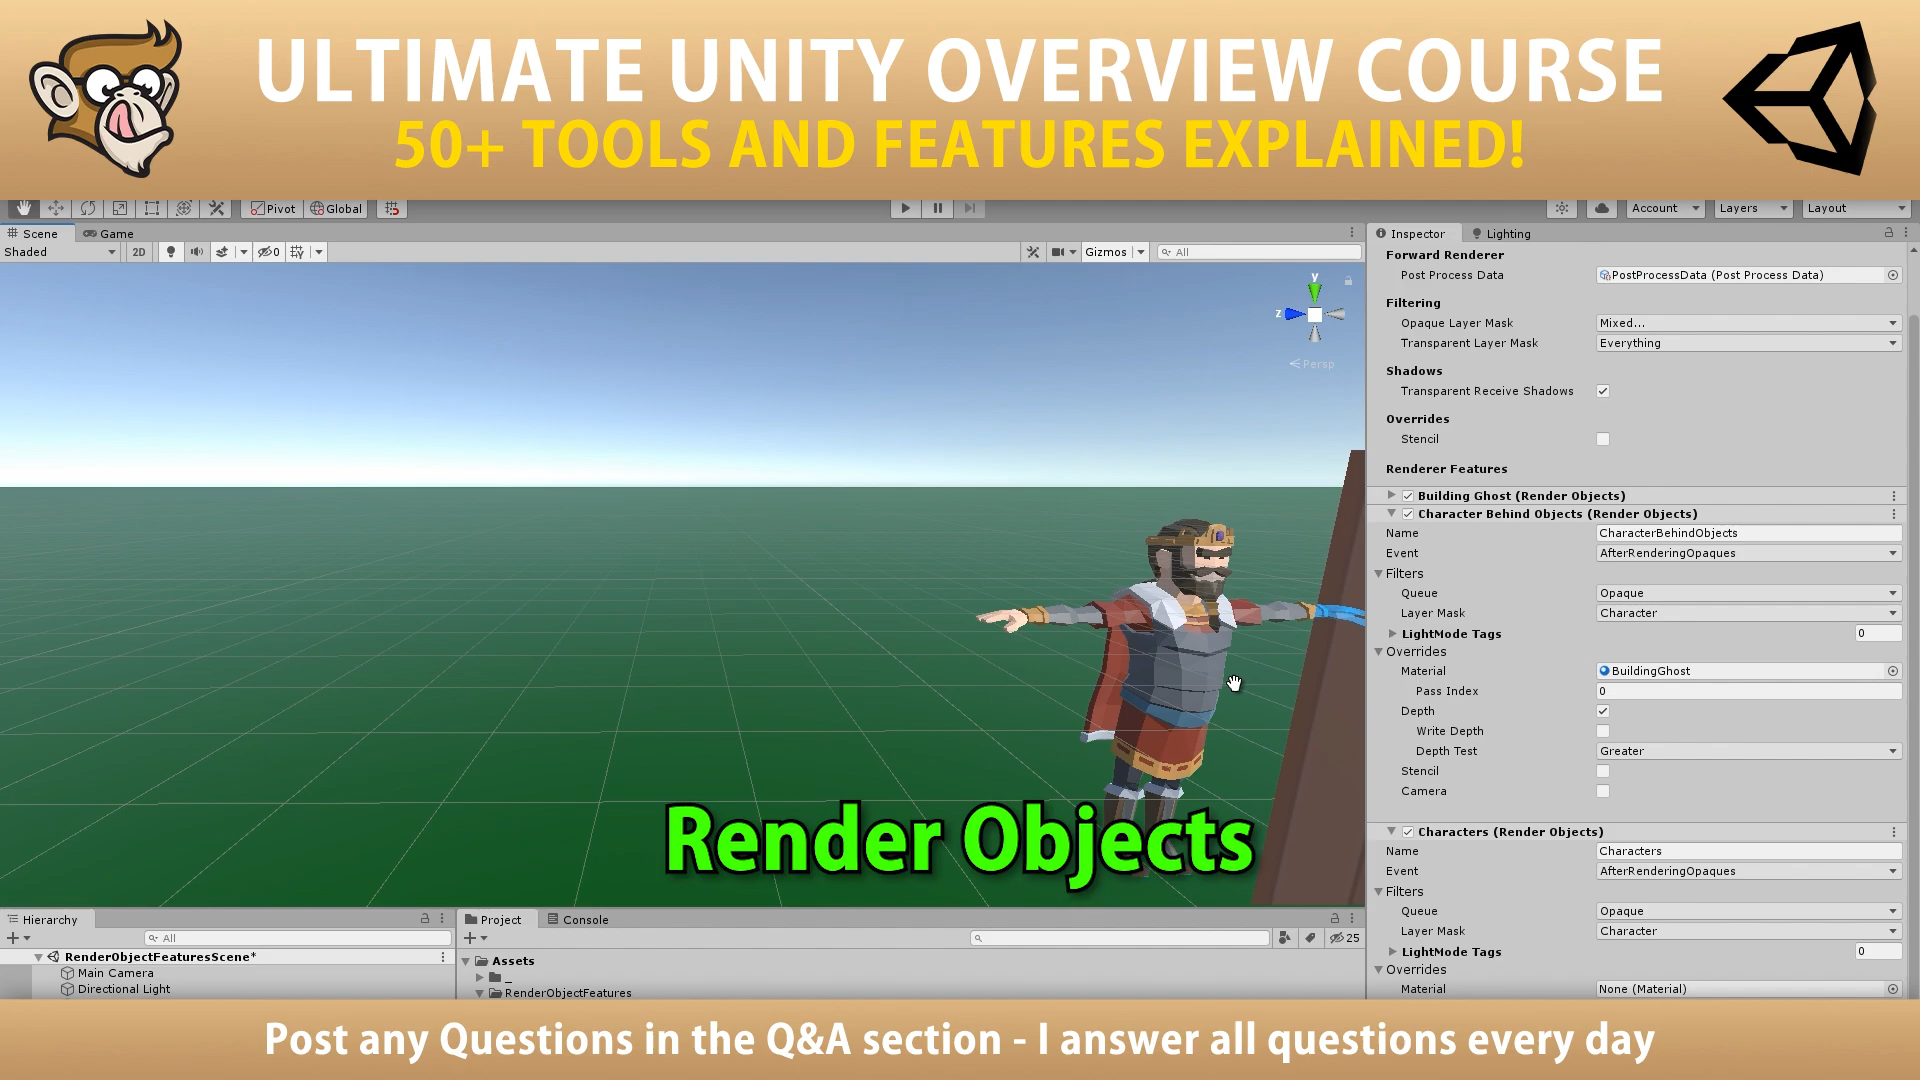 ULTIMATE UNITY OVERVIEW COURSE
50+ TOOLS AND FEATURES EXPLAINED!
Pivot Global Account Layers Layout
Scene Game
Shaded 2D 0 Gizmos All
y
z
Persp
Inspector Lighting
Forward Renderer
Post Process Data PostProcessData (Post Process Data)
Filtering
Opaque Layer Mask Mixed...
Transparent Layer Mask Everything
Shadows
Transparent Receive Shadows
Overrides
Stencil
Renderer Features
Building Ghost (Render Objects)
Character Behind Objects (Render Objects)
Name CharacterBehindObjects
Event AfterRenderingOpaques
Filters
Queue Opaque
Layer Mask Character
LightMode Tags 0
Overrides
Material BuildingGhost
Pass Index 0
Depth
Write Depth
Depth Test Greater
Stencil
Camera
Characters (Render Objects)
Name Characters
Event AfterRenderingOpaques
Filters
Queue Opaque
Layer Mask Character
LightMode Tags 0
Overrides
Material None (Material)
Render Objects
Hierarchy
All
RenderObjectFeaturesScene*
Main Camera
Directional Light
Project Console
25
Assets
_
RenderObjectFeatures
Post any Questions in the Q&A section - I answer all questions every day